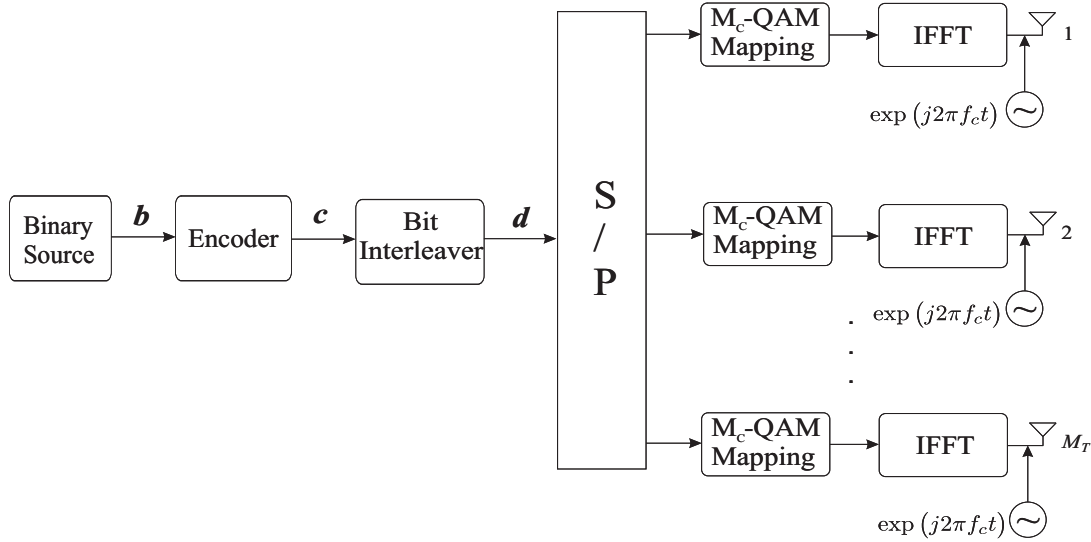 M_c-QAM
Mapping
IFFT
1
exp (j2πf_ct)
Binary
Source
b
Encoder
c
Bit
Interleaver
d
S
/
P
M_c-QAM
Mapping
IFFT
2
exp (j2πf_ct)
.
.
.
M_c-QAM
Mapping
IFFT
M_T
exp (j2πf_ct)